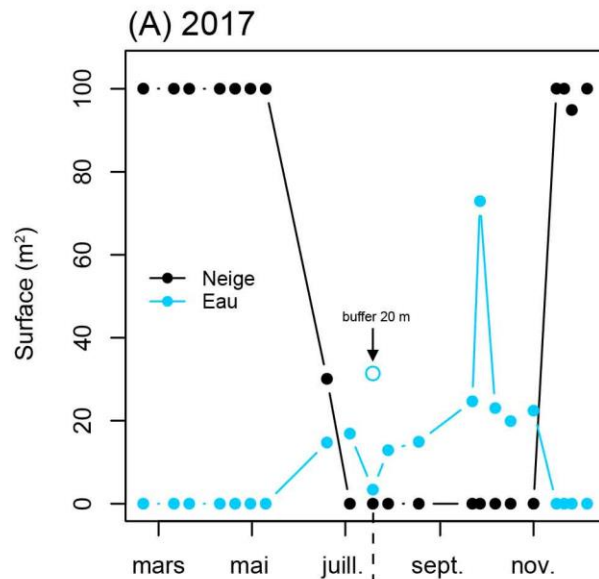 (A) 2017
Surface (m²)
100
80
60
40
20
0
Neige
Eau
buffer 20 m
mars
mai
juill.
sept.
nov.